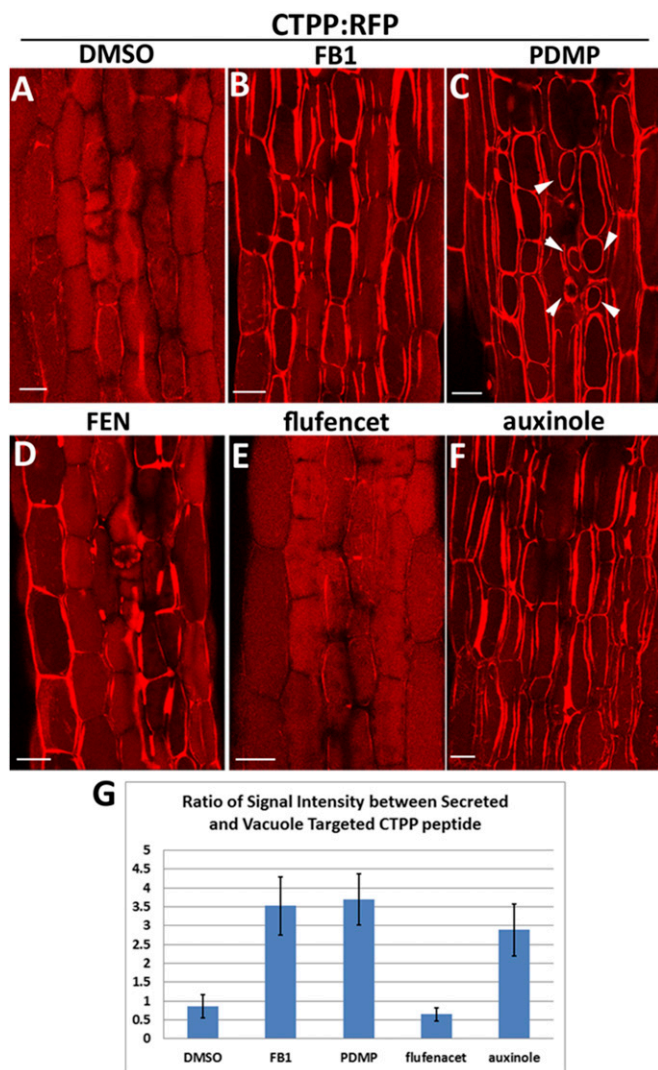 CTPP:RFP
DMSO FB1 PDMP
A B C
FEN flufencet auxinole
D E F
G
Ratio of Signal Intensity between Secreted
and Vacuole Targeted CTPP peptide
5
4.5
4
3.5
3
2.5
2
1.5
1
0.5
0
DMSO FB1 PDMP flufenacet auxinole